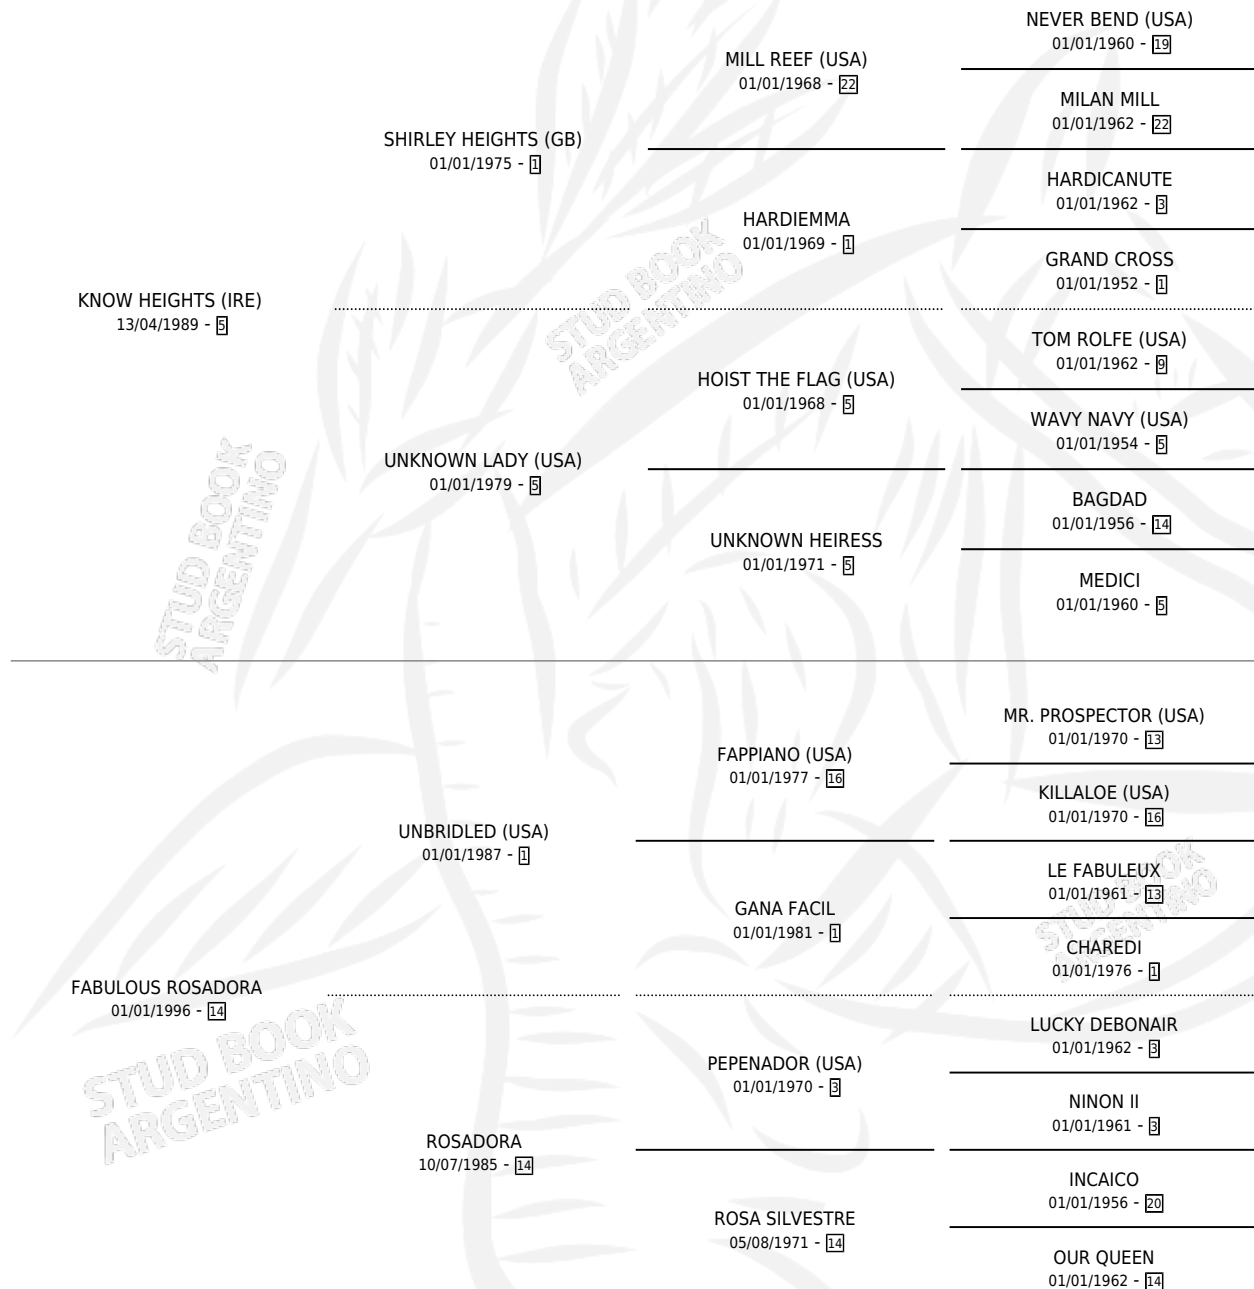 NEVER BEND (USA)
01/01/1960 - 19
MILL REEF (USA)
01/01/1968 - 22
MILAN MILL
01/01/1962 - 22
SHIRLEY HEIGHTS (GB)
01/01/1975 - 1
HARDICANUTE
01/01/1962 - 3
HARDIEMMA
01/01/1969 - 1
GRAND CROSS
01/01/1952 - 1
KNOW HEIGHTS (IRE)
13/04/1989 - 5
TOM ROLFE (USA)
01/01/1962 - 9
HOIST THE FLAG (USA)
01/01/1968 - 5
WAVY NAVY (USA)
01/01/1954 - 5
UNKNOWN LADY (USA)
01/01/1979 - 5
BAGDAD
01/01/1956 - 14
UNKNOWN HEIRESS
01/01/1971 - 5
MEDICI
01/01/1960 - 5
STUD BOOK
ARGENTINO
STUD BOOK
ARGENTINO
MR. PROSPECTOR (USA)
01/01/1970 - 13
FAPPIANO (USA)
01/01/1977 - 16
KILLALOE (USA)
01/01/1970 - 16
UNBRIDLED (USA)
01/01/1987 - 1
LE FABULEUX
01/01/1961 - 13
GANA FACIL
01/01/1981 - 1
CHAREDI
01/01/1976 - 1
FABULOUS ROSADORA
01/01/1996 - 14
LUCKY DEBONAIR
01/01/1962 - 3
PEPENADOR (USA)
01/01/1970 - 3
NINON II
01/01/1961 - 3
ROSADORA
10/07/1985 - 14
INCAICO
01/01/1956 - 20
ROSA SILVESTRE
05/08/1971 - 14
OUR QUEEN
01/01/1962 - 14
STUD BOOK
ARGENTINO
STUD BOOK
ARGENTINO